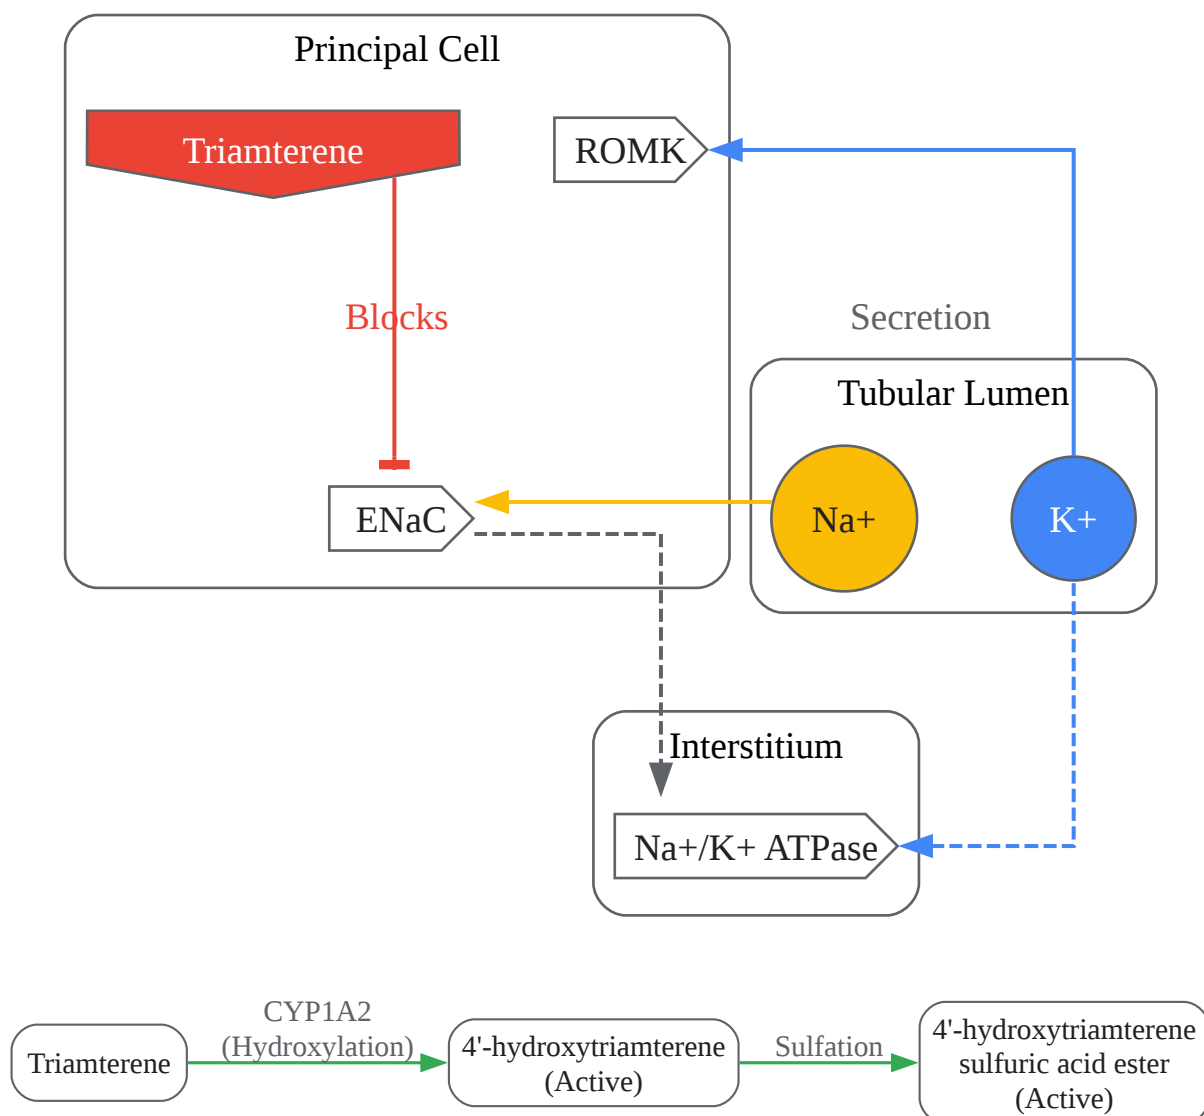 Principal Cell
Triamterene
ROMK
Blocks
Secretion
Tubular Lumen
ENaC
Na+
K+
Interstitium
Na+/K+ ATPase
CYP1A2
(Hydroxylation)
Triamterene
4'-hydroxytriamterene
(Active)
Sulfation
4'-hydroxytriamterene
sulfuric acid ester
(Active)